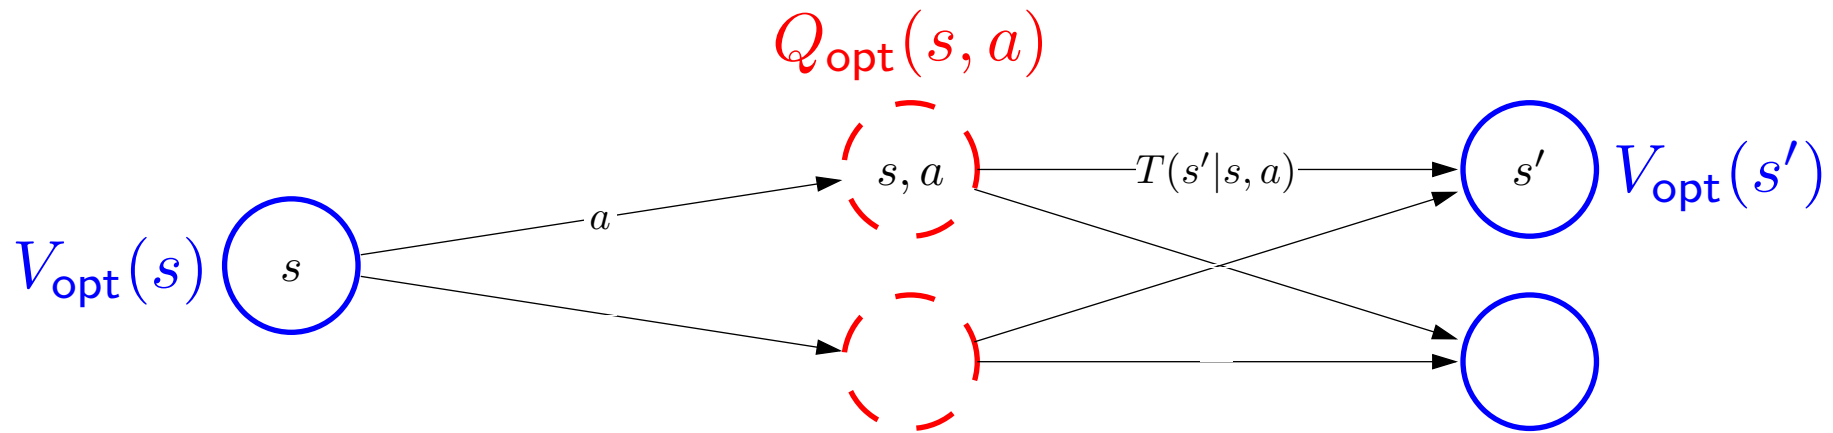 Q_opt(s, a)
s, a
T(s′|s, a)
s′
V_opt(s′)
a
V_opt(s)
s